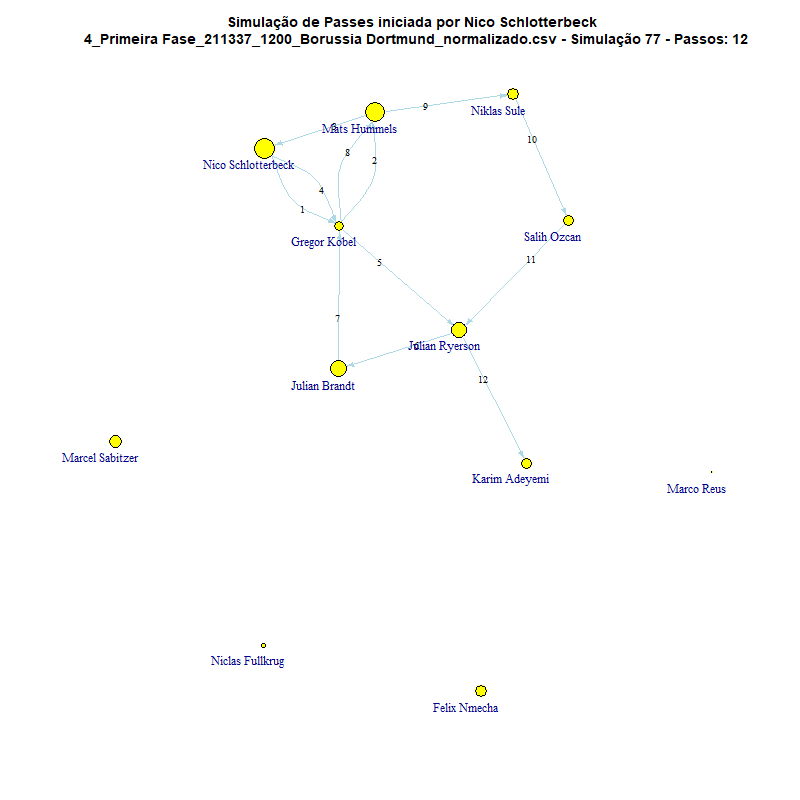 Simulação de Passes iniciada por Nico Schlotterbeck
4_Primeira Fase_211337_1200_Borussia Dortmund_normalizado.csv - Simulação 77 - Passos: 12
9
Niklas Sule
3
Mats Hummels
10
8
2
Nico Schlotterbeck
4
1
Salih Ozcan
Gregor Kobel
5
11
7
6
Julian Ryerson
12
Julian Brandt
Marcel Sabitzer
Karim Adeyemi
Marco Reus
Niclas Fullkrug
Felix Nmecha